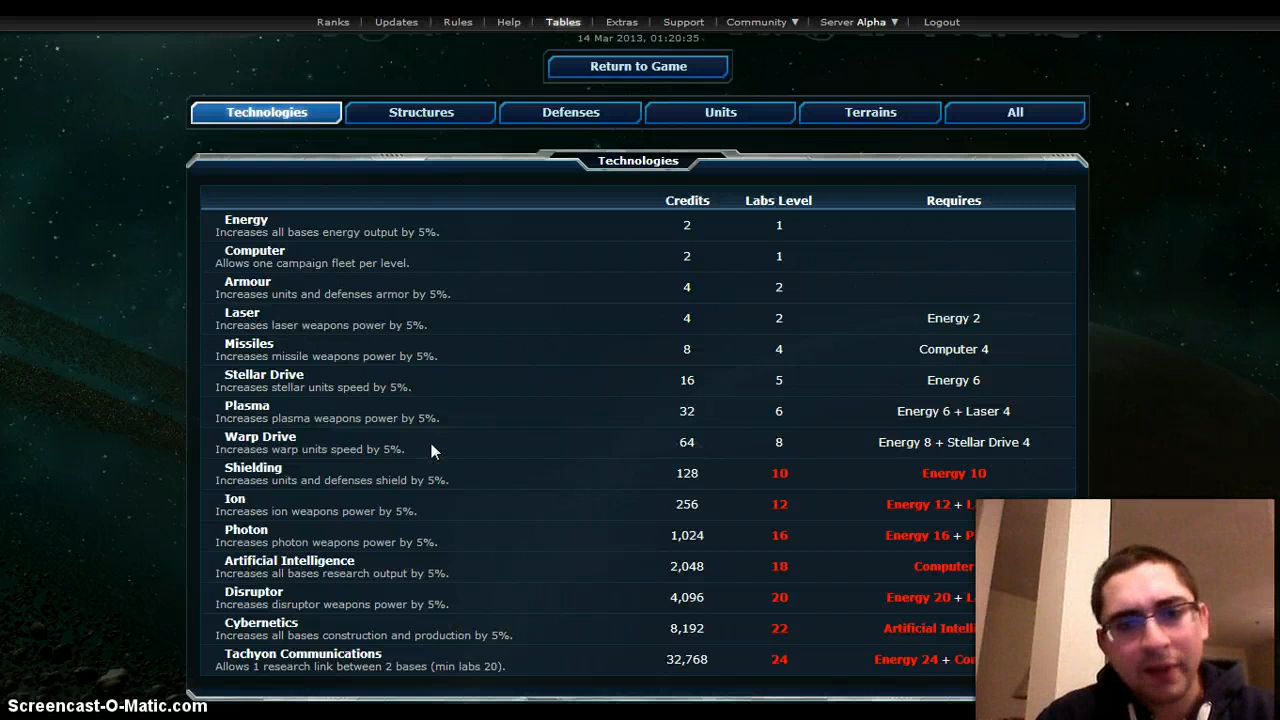 Ranks Updates Rules Help Tables Extras Support Community ▼ Server Alpha ▼ Logout
14 Mar 2013, 01:20:35
Return to Game
Technologies Structures Defenses Units Terrains All
Technologies
Credits Labs Level Requires
Energy
Increases all bases energy output by 5%.
2 1
Computer
Allows one campaign fleet per level.
2 1
Armour
Increases units and defenses armor by 5%.
4 2
Laser
Increases laser weapons power by 5%.
4 2 Energy 2
Missiles
Increases missile weapons power by 5%.
8 4 Computer 4
Stellar Drive
Increases stellar units speed by 5%.
16 5 Energy 6
Plasma
Increases plasma weapons power by 5%.
32 6 Energy 6 + Laser 4
Warp Drive
Increases warp units speed by 5%.
64 8 Energy 8 + Stellar Drive 4
Shielding
Increases units and defenses shield by 5%.
128 10 Energy 10
Ion
Increases ion weapons power by 5%.
256 12 Energy 12 +
Photon
Increases photon weapons power by 5%.
1,024 16 Energy 16 +
Artificial Intelligence
Increases all bases research output by 5%.
2,048 18 Computer
Disruptor
Increases disruptor weapons power by 5%.
4,096 20 Energy 20 +
Cybernetics
Increases all bases construction and production by 5%.
8,192 22 Artificial
Tachyon Communications
Allows 1 research link between 2 bases (min labs 20).
32,768 24 Energy 24 +
Screencast-O-Matic.com